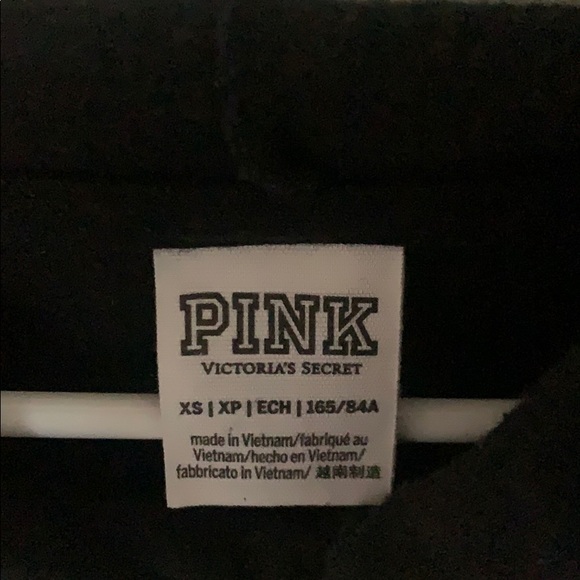 PINK
VICTORIA'S SECRET
XS | XP | ECH | 165/84A
made in Vietnam/fabriqué au
Vietnam/hecho en Vietnam/
fabbricato in Vietnam/ 越南制造